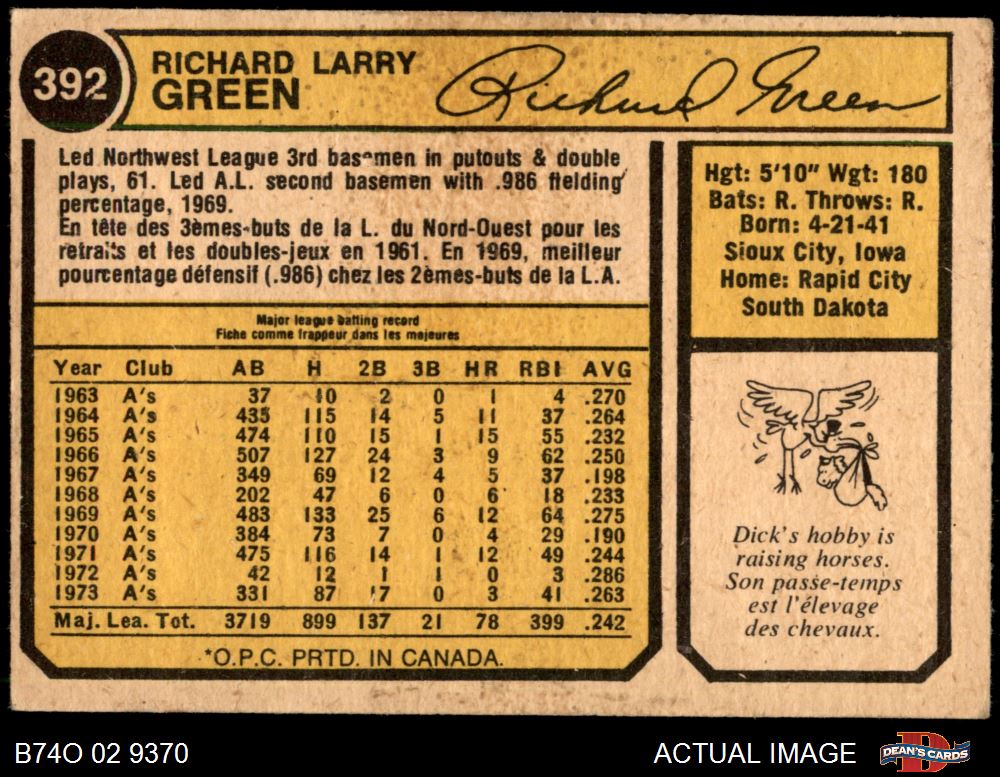 392
RICHARD LARRY
GREEN
Richard Green
Led Northwest League 3rd basemen in putouts & double
plays, 61. Led A.L. second basemen with .986 fielding
percentage, 1969.
En tête des 3èmes-buts de la L. du Nord-Ouest pour les
retraits et les doubles-jeux en 1961. En 1969, meilleur
pourcentage défensif (.986) chez les 2èmes-buts de la L.A.
Hgt: 5'10" Wgt: 180
Bats: R. Throws: R.
Born: 4-21-41
Sioux City, Iowa
Home: Rapid City
South Dakota
Major league batting record
Fiche comme frappeur dans les majeures
Year Club AB H 2B 3B HR RBI AVG
1963 A's 37 10 2 0 1 4 .270
1964 A's 435 115 14 5 11 37 .264
1965 A's 474 110 15 1 15 55 .232
1966 A's 507 127 24 3 9 62 .250
1967 A's 349 69 12 4 5 37 .198
1968 A's 202 47 6 0 6 18 .233
1969 A's 483 133 25 6 12 64 .275
1970 A's 384 73 7 0 4 29 .190
1971 A's 475 116 14 1 12 49 .244
1972 A's 42 12 1 1 0 3 .286
1973 A's 331 87 17 0 3 41 .263
Maj. Lea. Tot. 3719 899 137 21 78 399 .242
*O.P.C. PRTD. IN CANADA.
Dick's hobby is
raising horses.
Son passe-temps
est l'élevage
des chevaux.
B74O 02 9370
ACTUAL IMAGE
DEAN'S CARDS